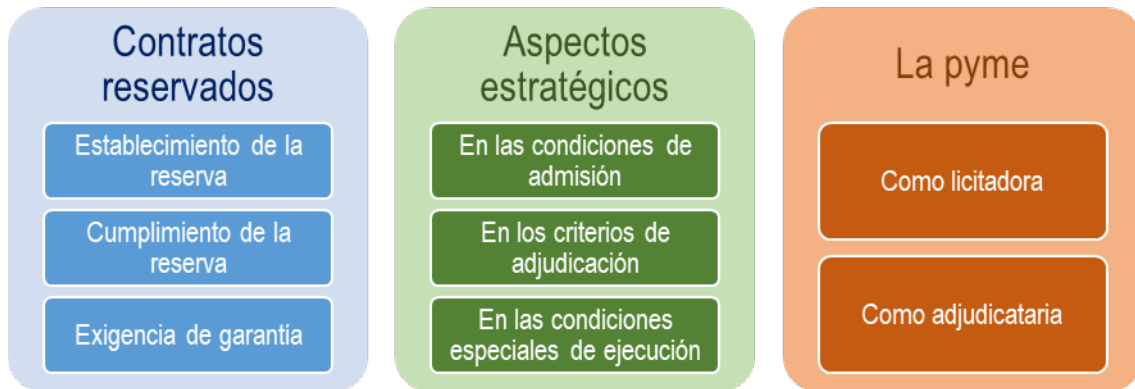 Contratos
reservados
Establecimiento de la
reserva
Cumplimiento de la
reserva
Exigencia de garantía
Aspectos
estratégicos
En las condiciones de
admisión
En los criterios de
adjudicación
En las condiciones
especiales de ejecución
La pyme
Como licitadora
Como adjudicataria